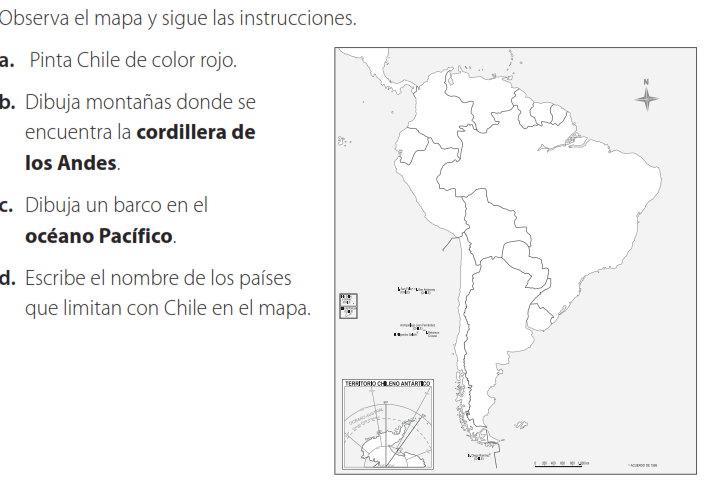 Observa el mapa y sigue las instrucciones.
a. Pinta Chile de color rojo.
b. Dibuja montañas donde se
encuentra la cordillera de
los Andes.
c. Dibuja un barco en el
océano Pacífico.
d. Escribe el nombre de los países
que limitan con Chile en el mapa.
N
TERRITORIO CHILENO ANTÁRTICO